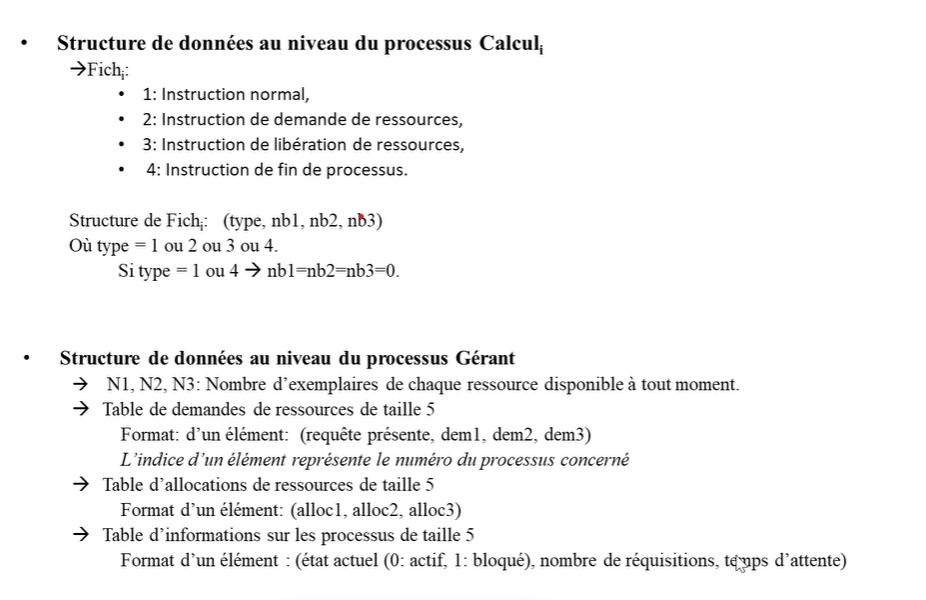 • Structure de données au niveau du processus Calculi
→Fichi:
• 1: Instruction normal,
• 2: Instruction de demande de ressources,
• 3: Instruction de libération de ressources,
• 4: Instruction de fin de processus.
Structure de Fichi: (type, nb1, nb2, nb3)
Où type = 1 ou 2 ou 3 ou 4.
Si type = 1 ou 4 → nb1=nb2=nb3=0.
• Structure de données au niveau du processus Gérant
→ N1, N2, N3: Nombre d'exemplaires de chaque ressource disponible à tout moment.
→ Table de demandes de ressources de taille 5
Format: d'un élément: (requête présente, dem1, dem2, dem3)
L'indice d'un élément représente le numéro du processus concerné
→ Table d'allocations de ressources de taille 5
Format d'un élément: (alloc1, alloc2, alloc3)
→ Table d'informations sur les processus de taille 5
Format d'un élément : (état actuel (0: actif, 1: bloqué), nombre de réquisitions, temps d'attente)